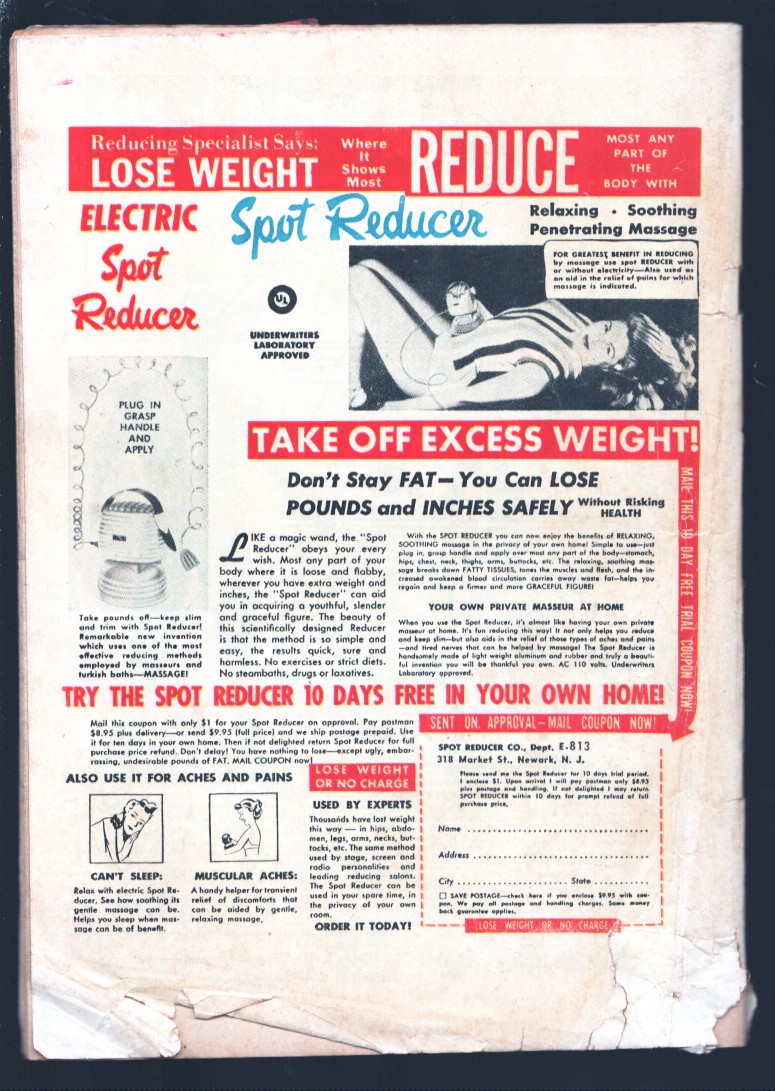 Reducing Specialist Says:
LOSE WEIGHT
Where
It
Shows
Most
REDUCE
MOST ANY
PART OF
THE
BODY WITH
ELECTRIC
Spot
Reducer
Spot Reducer
Relaxing • Soothing
Penetrating Massage
UL
UNDERWRITERS
LABORATORY
APPROVED
FOR GREATEST BENEFIT IN REDUCING
by massage use spot REDUCER with
or without electricity—Also used as
an aid in the relief of pains for which
massage is indicated.
PLUG IN
GRASP
HANDLE
AND
APPLY
TAKE OFF EXCESS WEIGHT!
Don't Stay FAT—You Can LOSE
POUNDS and INCHES SAFELY Without Risking
HEALTH
Take pounds off—keep slim
and trim with Spot Reducer!
Remarkable new invention
which uses one of the most
effective reducing methods
employed by masseurs and
turkish baths—MASSAGE!
LIKE a magic wand, the "Spot
Reducer" obeys your every
wish. Most any part of your
body where it is loose and flabby,
wherever you have extra weight and
inches, the "Spot Reducer" can aid
you in acquiring a youthful, slender
and graceful figure. The beauty of
this scientifically designed Reducer
is that the method is so simple and
easy, the results quick, sure and
harmless. No exercises or strict diets.
No steambaths, drugs or laxatives.
With the SPOT REDUCER you can now enjoy the benefits of RELAXING,
SOOTHING massage in the privacy of your own home! Simple to use—just
plug in, grasp handle and apply over most any part of the body—stomach,
hips, chest, neck, thighs, arms, buttocks, etc. The relaxing, soothing mas-
sage breaks down FATTY TISSUES, tones the muscles and flesh, and the in-
creased awakened blood circulation carries away waste fat—helps you
regain and keep a firmer and more GRACEFUL FIGURE!
YOUR OWN PRIVATE MASSEUR AT HOME
When you use the Spot Reducer, it's almost like having your own private
masseur at home. It's fun reducing this way! It not only helps you reduce
and keep slim—but also aids in the relief of those types of aches and pains
—and tired nerves that can be helped by massage! The Spot Reducer is
handsomely made of light weight aluminum and rubber and truly a beauti-
ful invention you will be thankful you own. AC 110 volts. Underwriters
Laboratory approved.
MAIL THIS 10 DAY FREE TRIAL COUPON NOW!
TRY THE SPOT REDUCER 10 DAYS FREE IN YOUR OWN HOME!
Mail this coupon with only $1 for your Spot Reducer on approval. Pay postman
$8.95 plus delivery—or send $9.95 (full price) and we ship postage prepaid. Use
it for ten days in your own home. Then if not delighted return Spot Reducer for full
purchase price refund. Don't delay! You have nothing to lose—except ugly, embar-
rassing, undesirable pounds of FAT. MAIL COUPON now!
ALSO USE IT FOR ACHES AND PAINS
CAN'T SLEEP:
Relax with electric Spot Re-
ducer. See how soothing its
gentle massage can be.
Helps you sleep when mas-
sage can be of benefit.
MUSCULAR ACHES:
A handy helper for transient
relief of discomforts that
can be aided by gentle,
relaxing massage.
LOSE WEIGHT
OR NO CHARGE
USED BY EXPERTS
Thousands have lost weight
this way — in hips, abdo-
men, legs, arms, necks, but-
tocks, etc. The same method
used by stage, screen and
radio personalities and
leading reducing salons.
The Spot Reducer can be
used in your spare time, in
the privacy of your own
room.
ORDER IT TODAY!
SENT ON APPROVAL—MAIL COUPON NOW!
SPOT REDUCER CO., Dept. E-813
318 Market St., Newark, N. J.
Please send me the Spot Reducer for 10 days trial period.
I enclose $1. Upon arrival I will pay postman only $8.95
plus postage and handling. If not delighted I may return
SPOT REDUCER within 10 days for prompt refund of full
purchase price.
Name
Address
City State
SAVE POSTAGE—check here if you enclose $9.95 with cou-
pon. We pay all postage and handling charges. Same money
back guarantee applies.
LOSE WEIGHT OR NO CHARGE